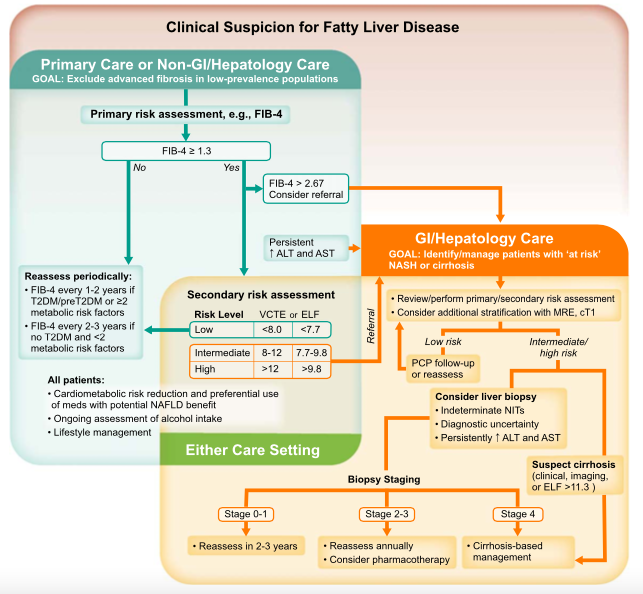 Clinical Suspicion for Fatty Liver Disease
Primary Care or Non-GI/Hepatology Care
GOAL: Exclude advanced fibrosis in low-prevalence populations
Primary risk assessment, e.g., FIB-4
FIB-4 ≥ 1.3
No
Yes
FIB-4 > 2.67
Consider referral
Persistent
↑ ALT and AST
GI/Hepatology Care
GOAL: Identify/manage patients with 'at risk'
NASH or cirrhosis
Reassess periodically:
• FIB-4 every 1-2 years if
T2DM/preT2DM or ≥2
metabolic risk factors
• FIB-4 every 2-3 years if
no T2DM and <2
metabolic risk factors
Secondary risk assessment
Risk Level VCTE or ELF
Low <8.0 <7.7
Intermediate 8-12 7.7-9.8
High >12 >9.8
Referral
• Review/perform primary/secondary risk assessment
• Consider additional stratification with MRE, cT1
Low risk
Intermediate/
high risk
PCP follow-up
or reassess
All patients:
• Cardiometabolic risk reduction and preferential use
of meds with potential NAFLD benefit
• Ongoing assessment of alcohol intake
• Lifestyle management
Either Care Setting
Consider liver biopsy
• Indeterminate NITs
• Diagnostic uncertainty
• Persistently ↑ ALT and AST
Suspect cirrhosis
(clinical, imaging,
or ELF >11.3 )
Biopsy Staging
Stage 0-1
Stage 2-3
Stage 4
• Reassess in 2-3 years
• Reassess annually
• Consider pharmacotherapy
• Cirrhosis-based
management